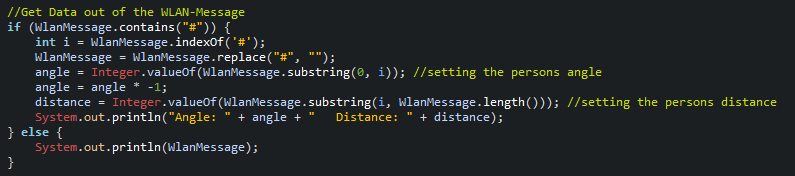 //Get Data out of the WLAN-Message
if (WlanMessage.contains("#")) {
    int i = WlanMessage.indexOf('#');
    WlanMessage = WlanMessage.replace("#", "");
    angle = Integer.valueOf(WlanMessage.substring(0, i)); //setting the persons angle
    angle = angle * -1;
    distance = Integer.valueOf(WlanMessage.substring(i, WlanMessage.length())); //setting the persons distance
    System.out.println("Angle: " + angle + "   Distance: " + distance);
} else {
    System.out.println(WlanMessage);
}